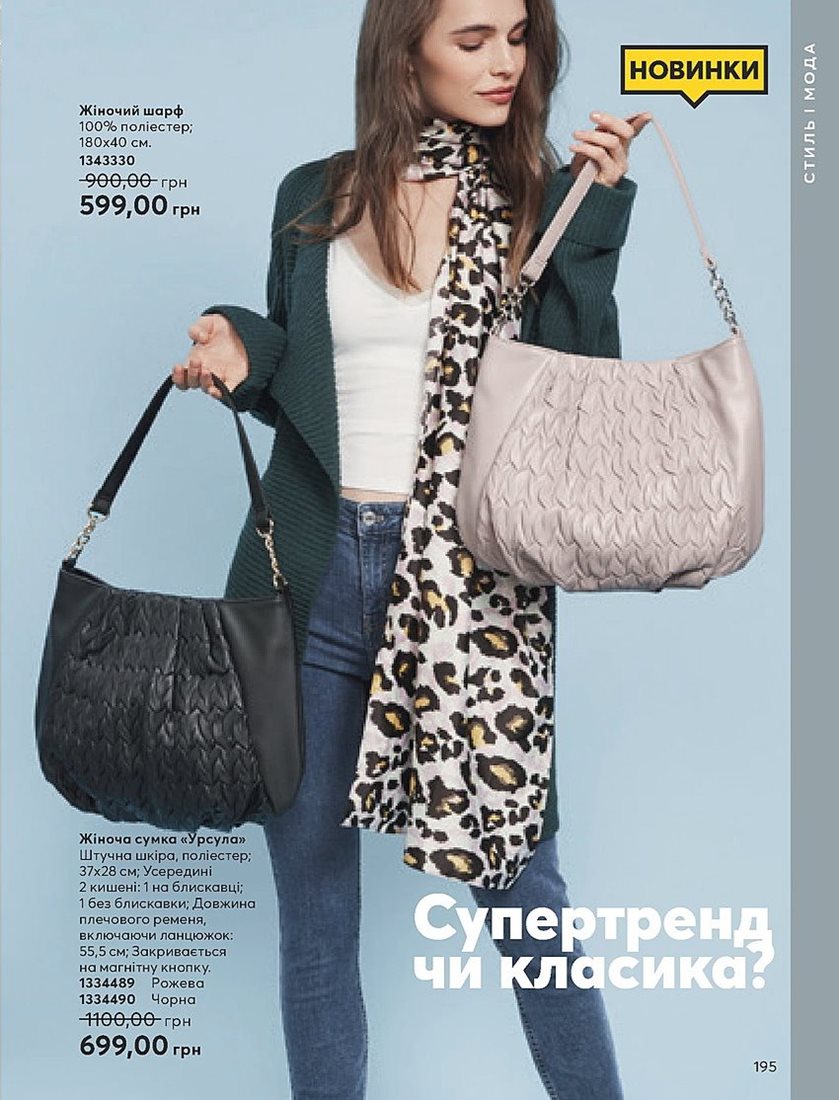 НОВИНКИ
СТИЛЬ І МОДА
Жіночий шарф
100% поліестер;
180х40 см.
1343330
900,00 грн
599,00 грн
Жіноча сумка «Урсула»
Штучна шкіра, поліестер;
37х28 см; Усередині
2 кишені: 1 на блискавці;
1 без блискавки; Довжина
плечового ременя,
включаючи ланцюжок:
55,5 см; Закривається
на магнітну кнопку.
1334489 Рожева
1334490 Чорна
1100,00 грн
699,00 грн
Супертренд
чи класика?
195